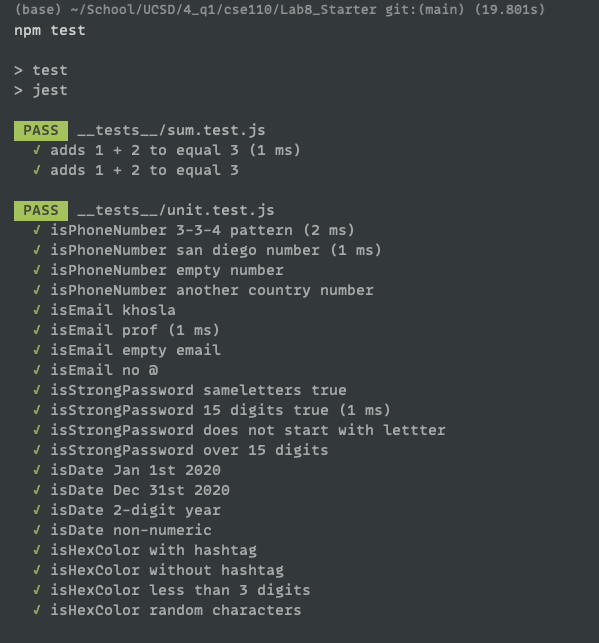 (base) ~/School/UCSD/4_q1/cse110/Lab8_Starter git:(main) (19.801s)
npm test
> test
> jest
PASS __tests__/sum.test.js
✓ adds 1 + 2 to equal 3 (1 ms)
✓ adds 1 + 2 to equal 3
PASS __tests__/unit.test.js
✓ isPhoneNumber 3-3-4 pattern (2 ms)
✓ isPhoneNumber san diego number (1 ms)
✓ isPhoneNumber empty number
✓ isPhoneNumber another country number
✓ isEmail khosla
✓ isEmail prof (1 ms)
✓ isEmail empty email
✓ isEmail no @
✓ isStrongPassword sameletters true
✓ isStrongPassword 15 digits true (1 ms)
✓ isStrongPassword does not start with lettter
✓ isStrongPassword over 15 digits
✓ isDate Jan 1st 2020
✓ isDate Dec 31st 2020
✓ isDate 2-digit year
✓ isDate non-numeric
✓ isHexColor with hashtag
✓ isHexColor without hashtag
✓ isHexColor less than 3 digits
✓ isHexColor random characters